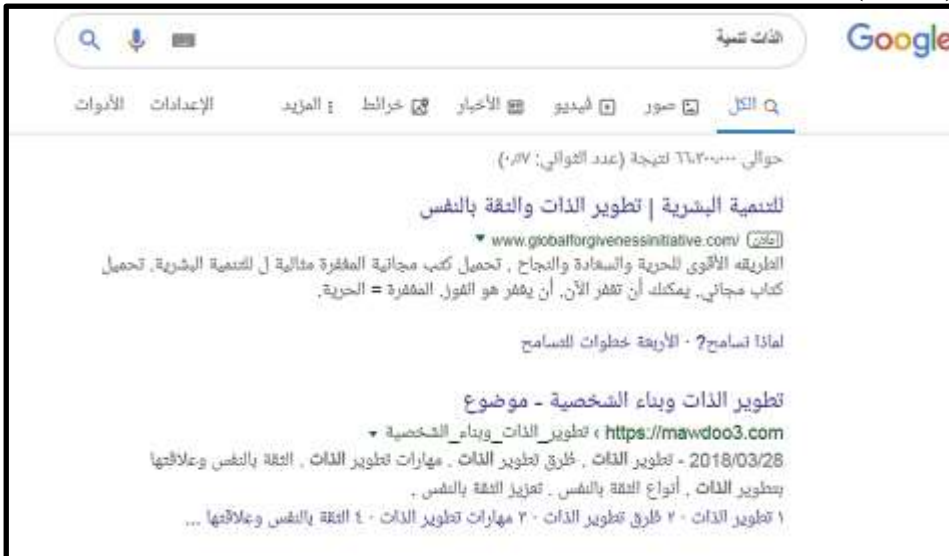 Google
الذات تنمية
الكل صور فيديو الأخبار خرائط المزيد الإعدادات الأدوات
حوالي ٦٦,٣٠٠,٠٠٠ نتيجة (عدد الثواني: ٠,٨٧)
للتنمية البشرية | تطوير الذات والثقة بالنفس
إعلان www.globalforgivenessinitiative.com/
الطريقه الأقوى للحرية والسعادة والنجاح . تحميل كتب مجانية المغفرة مثالية ل للتنمية البشرية. تحميل
كتاب مجاني. يمكنك أن تغفر الآن. أن يغفر هو الفوز. المغفرة = الحرية.
لماذا تسامح? · الأربعة خطوات للتسامح
تطوير الذات وبناء الشخصية - موضوع
https://mawdoo3.com › تطوير_الذات_وبناء_الشخصية
2018/03/28 - تطوير الذات . طرق تطوير الذات . مهارات تطوير الذات . الثقة بالنفس وعلاقتها
بتطوير الذات . أنواع الثقة بالنفس . تعزيز الثقة بالنفس .
١ تطوير الذات · ٢ طرق تطوير الذات · ٣ مهارات تطوير الذات · ٤ الثقة بالنفس وعلاقتها ...